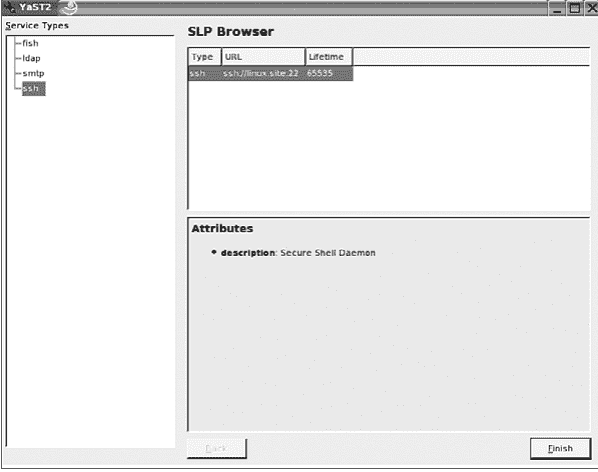 YaST2
Service Types
fish
ldap
smtp
ssh
SLP Browser
Type URL Lifetime
ssh ssh://linux.site:22 65535
Attributes
• description: Secure Shell Daemon
Back
Finish